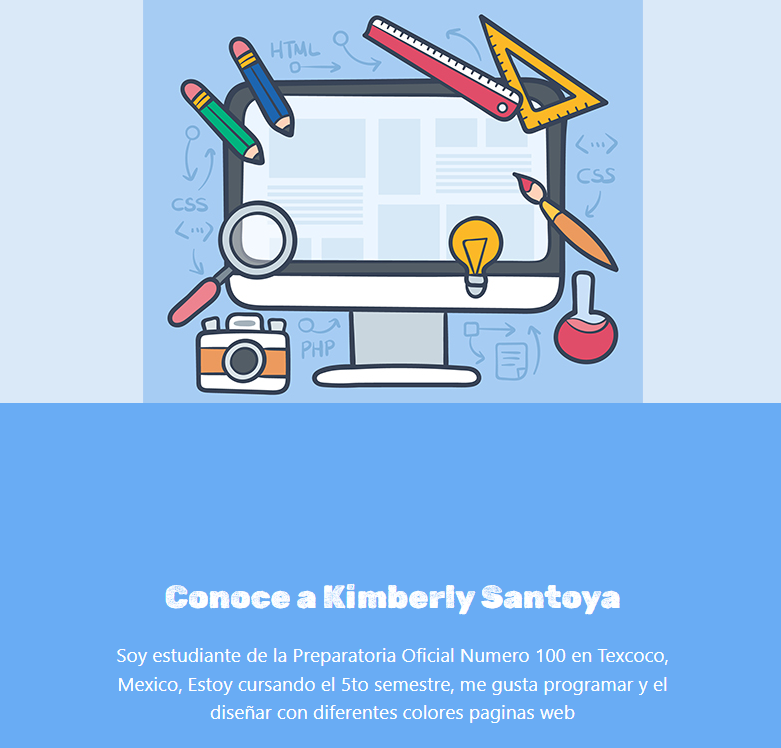 HTML
CSS
<...>
CSS
<...>
PHP
Conoce a Kimberly Santoya
Soy estudiante de la Preparatoria Oficial Numero 100 en Texcoco,
Mexico, Estoy cursando el 5to semestre, me gusta programar y el
diseñar con diferentes colores paginas web